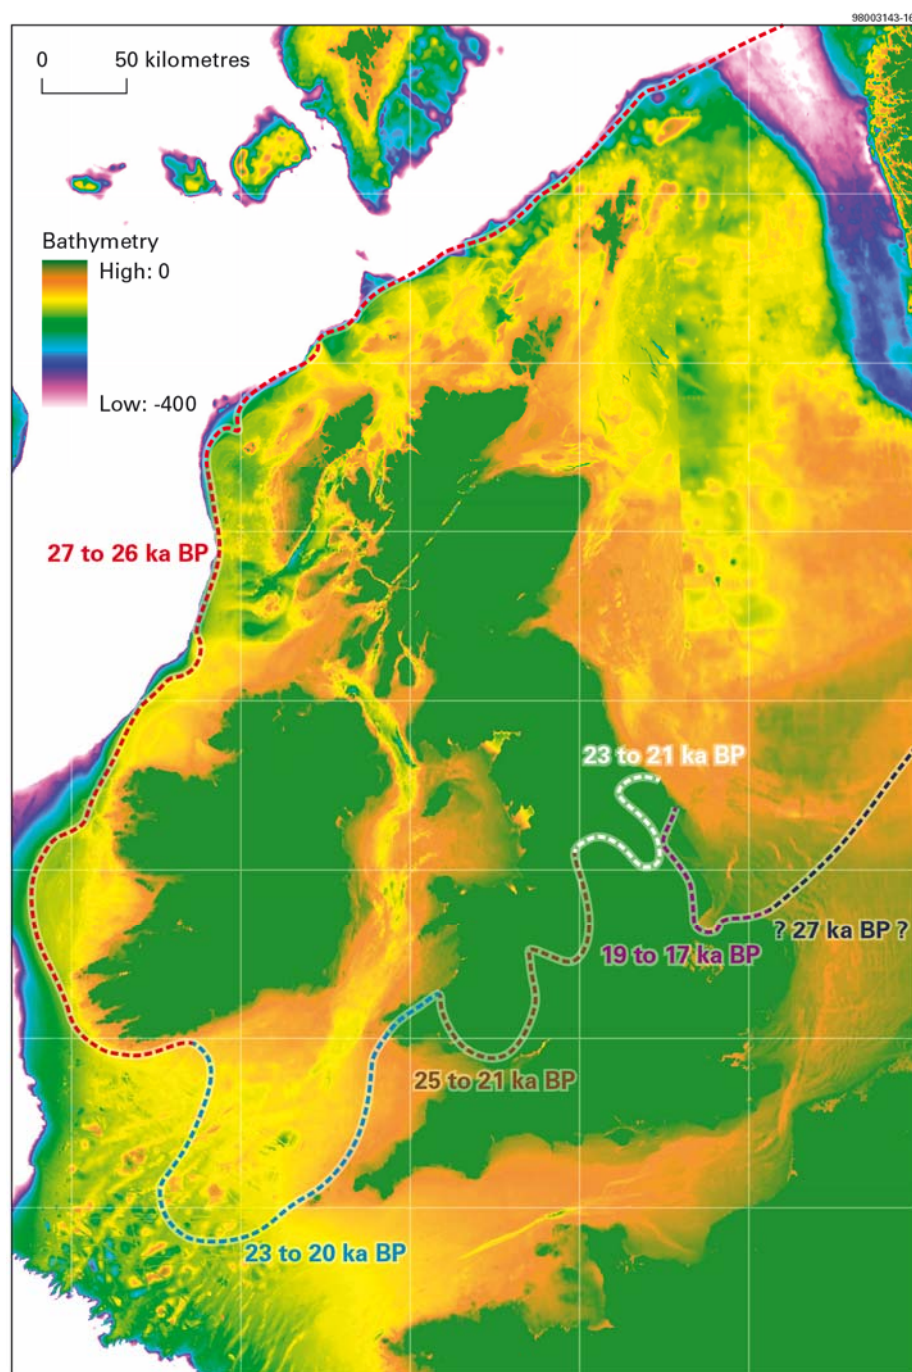 98003143-16
0 50 kilometres
Bathymetry
High: 0
Low: -400
27 to 26 ka BP
23 to 21 ka BP
? 27 ka BP ?
19 to 17 ka BP
25 to 21 ka BP
23 to 20 ka BP